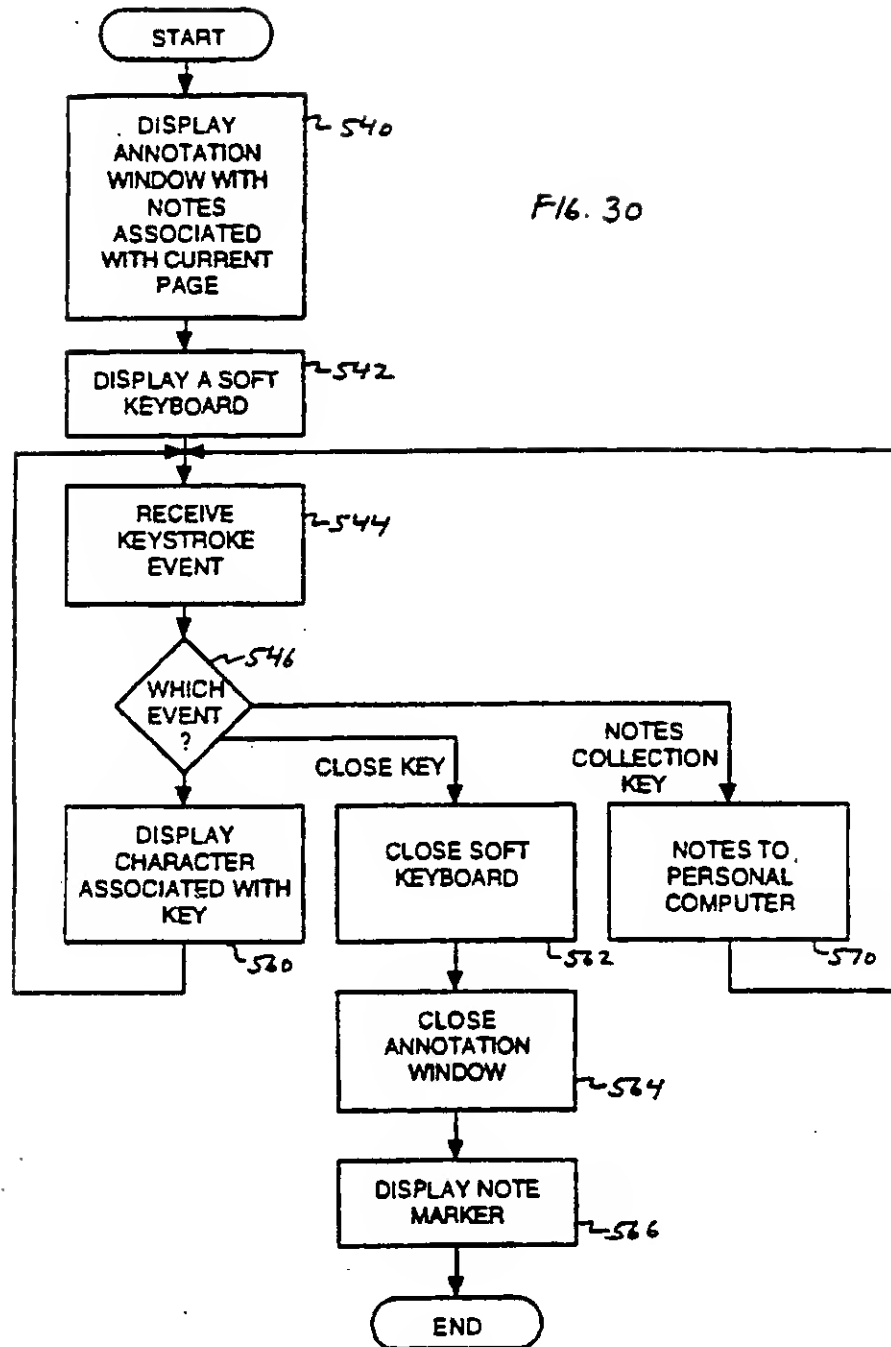 START
DISPLAY
ANNOTATION
WINDOW WITH
NOTES
ASSOCIATED
WITH CURRENT
PAGE
540
FIG. 30
DISPLAY A SOFT
KEYBOARD
542
RECEIVE
KEYSTROKE
EVENT
544
WHICH
EVENT
?
546
CLOSE KEY
NOTES
COLLECTION
KEY
DISPLAY
CHARACTER
ASSOCIATED WITH
KEY
560
CLOSE SOFT
KEYBOARD
562
NOTES TO
PERSONAL
COMPUTER
570
CLOSE
ANNOTATION
WINDOW
564
DISPLAY NOTE
MARKER
566
END